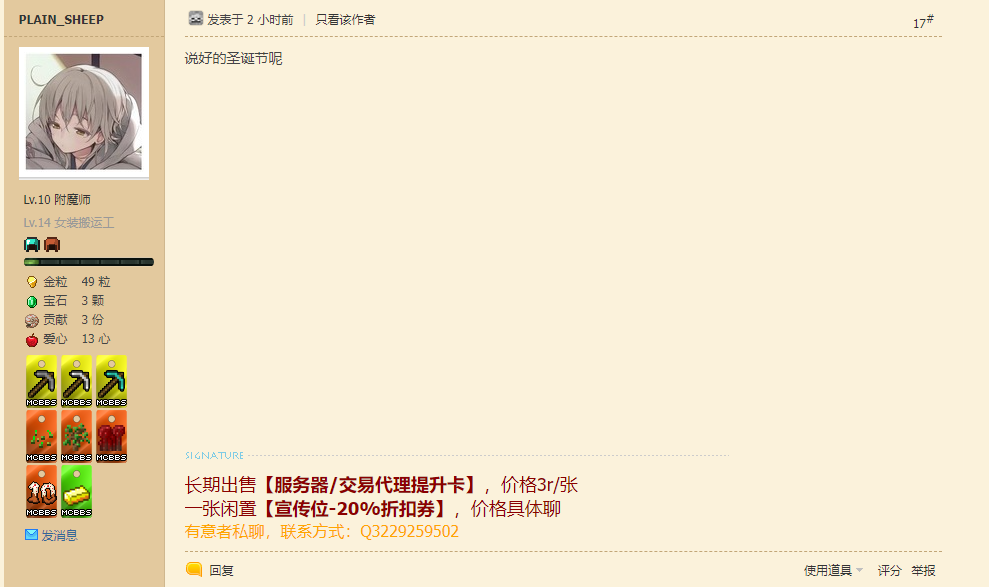 PLAIN_SHEEP
发表于 2 小时前 | 只看该作者
17#
说好的圣诞节呢
Lv.10 附魔师
Lv.14 女装搬运工
金粒 49 粒
宝石 3 颗
贡献 3 份
爱心 13 心
MCBBS MCBBS MCBBS
MCBBS MCBBS MCBBS
10
MCBBS MCBBS
发消息
SIGNATURE
长期出售【服务器/交易代理提升卡】，价格3r/张
一张闲置【宣传位-20%折扣券】，价格具体聊
有意者私聊，联系方式：Q3229259502
回复
使用道具 评分 举报